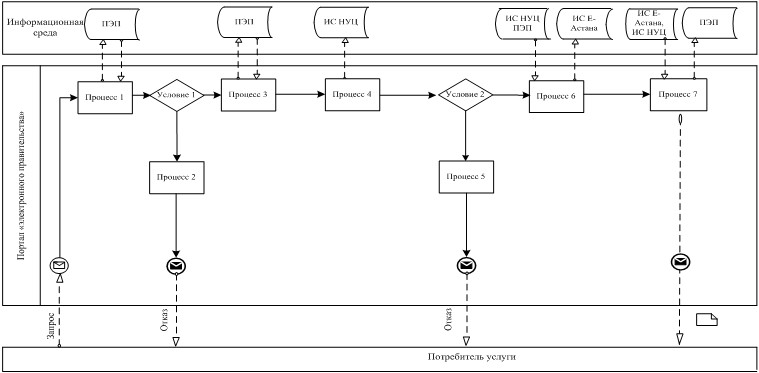 Информационная
среда
ПЭП
ПЭП
ИС НУЦ
ИС НУЦ
ПЭП
ИС Е-
Астана
ИС Е-
Астана,
ИС НУЦ
ПЭП
Портал «электронного правительства»
Процесс 1
Условие 1
Процесс 3
Процесс 4
Условие 2
Процесс 6
Процесс 7
Процесс 2
Процесс 5
Запрос
Отказ
Отказ
Потребитель услуги